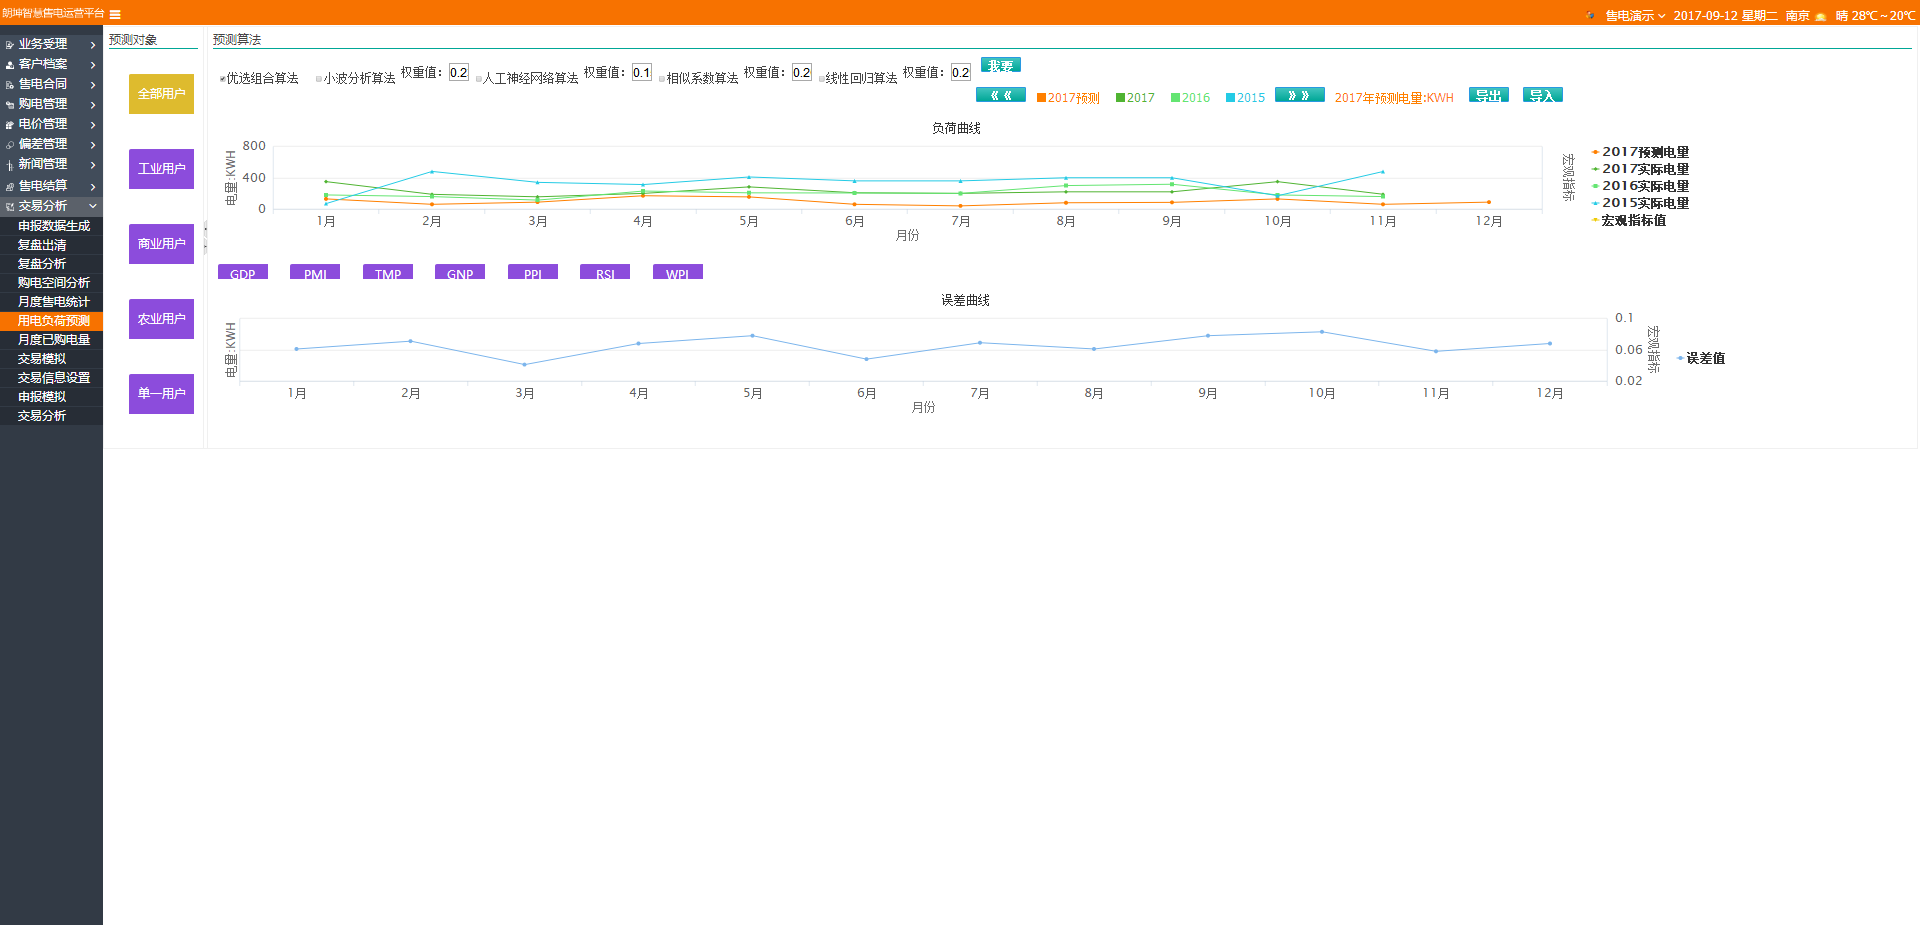 朗坤智慧售电运营平台
售电演示 2017-09-12 星期二 南京 晴 28℃~20℃
业务受理
客户档案
售电合同
购电管理
电价管理
偏差管理
新闻管理
售电结算
交易分析
申报数据生成
复盘出清
复盘分析
购电空间分析
月度售电统计
用电负荷预测
月度已购电量
交易模拟
交易信息设置
申报模拟
交易分析
预测对象
全部用户
工业用户
商业用户
农业用户
单一用户
预测算法
优选组合算法 小波分析算法 权重值: 0.2 人工神经网络算法 权重值: 0.1 相似系数算法 权重值: 0.2 线性回归算法 权重值: 0.2 我要
《《 2017预测 2017 2016 2015 》》 2017年预测电量:KWH 导出 导入
负荷曲线
电量:KWH
800
400
0
1月 2月 3月 4月 5月 6月 7月 8月 9月 10月 11月 12月
月份
宏观指标
2017预测电量
2017实际电量
2016实际电量
2015实际电量
宏观指标值
GDP PMI TMP GNP PPI RSI WPI
误差曲线
电量:KWH
1月 2月 3月 4月 5月 6月 7月 8月 9月 10月 11月 12月
月份
0.1
0.06
0.02
宏观指标
误差值